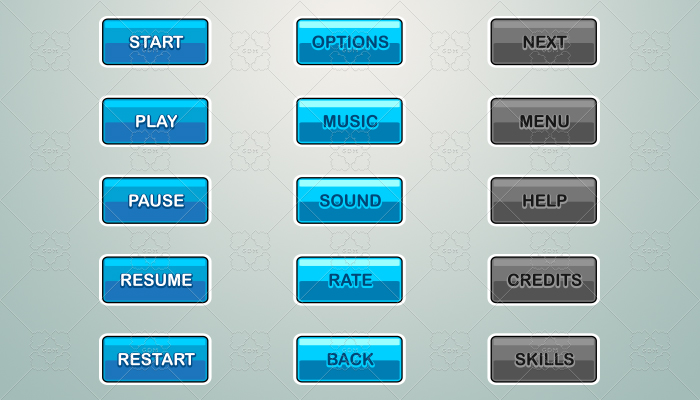 START
OPTIONS
NEXT
PLAY
MUSIC
MENU
PAUSE
SOUND
HELP
RESUME
RATE
CREDITS
RESTART
BACK
SKILLS